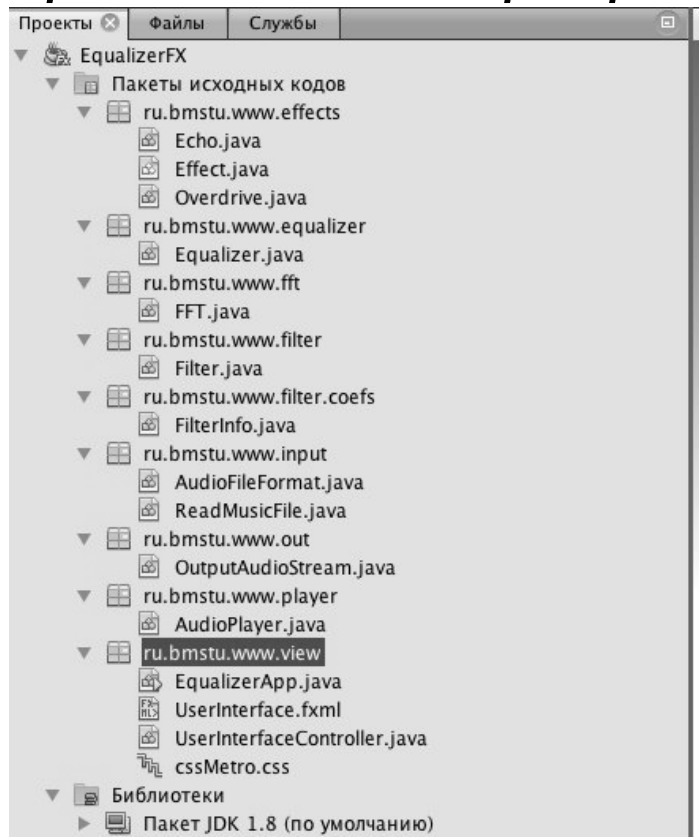 Проекты Файлы Службы
EqualizerFX
Пакеты исходных кодов
ru.bmstu.www.effects
Echo.java
Effect.java
Overdrive.java
ru.bmstu.www.equalizer
Equalizer.java
ru.bmstu.www.fft
FFT.java
ru.bmstu.www.filter
Filter.java
ru.bmstu.www.filter.coefs
FilterInfo.java
ru.bmstu.www.input
AudioFileFormat.java
ReadMusicFile.java
ru.bmstu.www.out
OutputAudioStream.java
ru.bmstu.www.player
AudioPlayer.java
ru.bmstu.www.view
EqualizerApp.java
UserInterface.fxml
UserInterfaceController.java
cssMetro.css
Библиотеки
Пакет JDK 1.8 (по умолчанию)